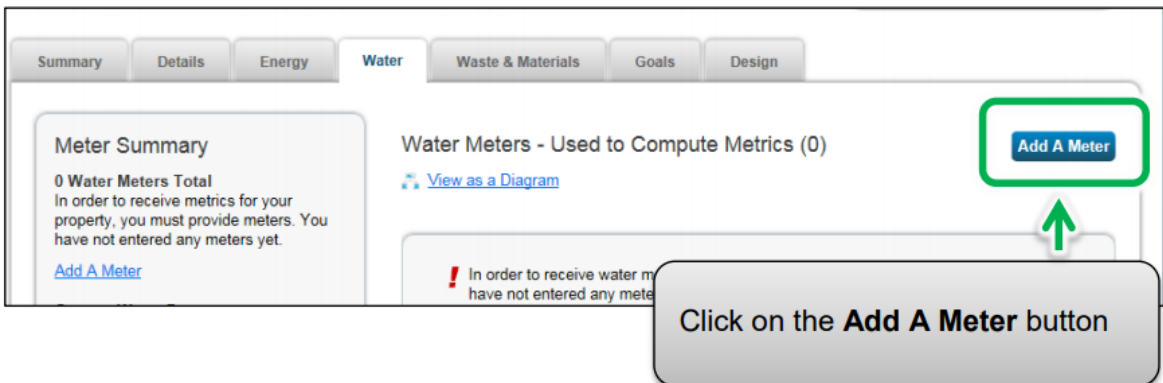 Summary Details Energy Water Waste & Materials Goals Design
Meter Summary
0 Water Meters Total
In order to receive metrics for your
property, you must provide meters. You
have not entered any meters yet.
Add A Meter
Water Meters - Used to Compute Metrics (0)
Add A Meter
View as a Diagram
In order to receive water m
have not entered any mete
Click on the Add A Meter button